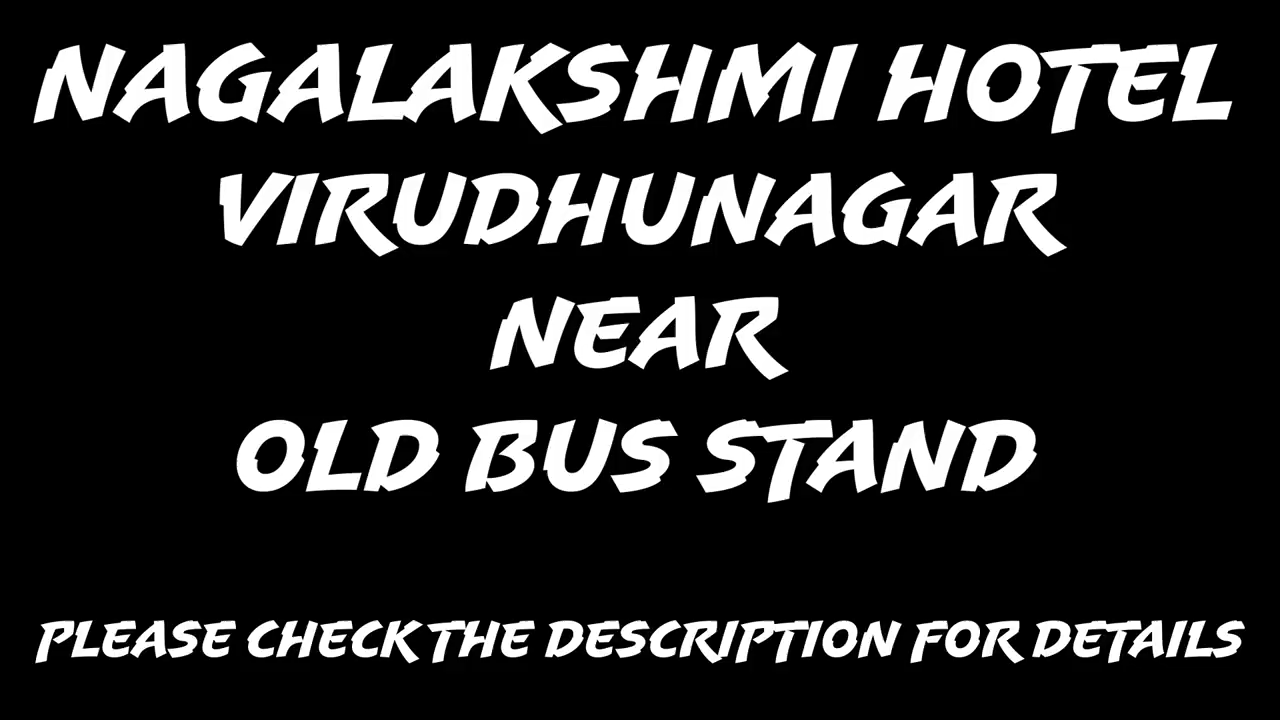 NAGALAKSHMI HOTEL
VIRUDHUNAGAR
NEAR
OLD BUS STAND
PLEASE CHECK THE DESCRIPTION FOR DETAILS